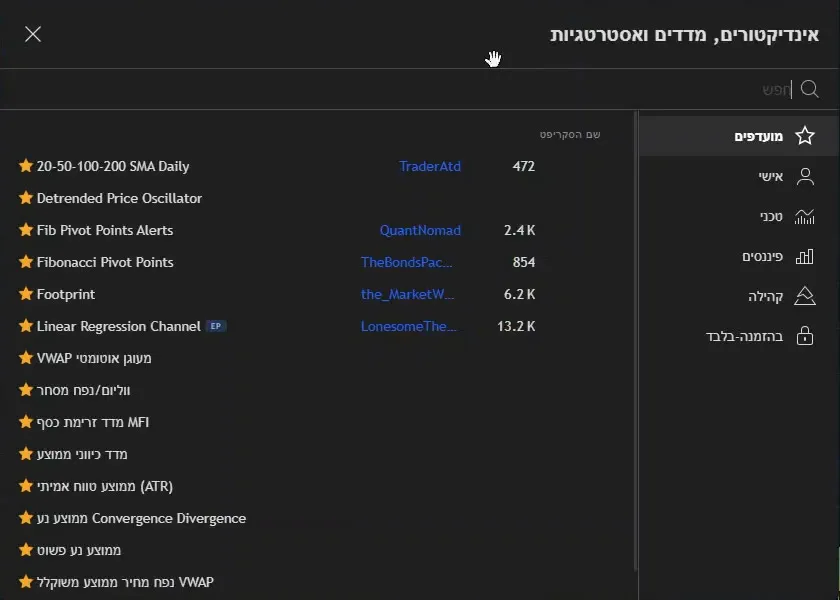 אינדיקטורים, מדדים ואסטרטגיות
חפש
שם הסקריפט
20-50-100-200 SMA Daily TraderAtd 472
Detrended Price Oscillator
Fib Pivot Points Alerts QuantNomad 2.4 K
Fibonacci Pivot Points TheBondsPac... 854
Footprint the_MarketW... 6.2 K
Linear Regression Channel EP LonesomeThe... 13.2 K
VWAP מעוגן אוטומטי
ווליום/נפח מסחר
MFI מדד זרימת כסף
מדד כיווני ממוצע
(ATR) ממוצע טווח אמיתי
ממוצע נע Convergence Divergence
ממוצע נע פשוט
VWAP נפח מחיר ממוצע משוקלל
מועדפים
אישי
טכני
פיננסים
קהילה
בהזמנה-בלבד